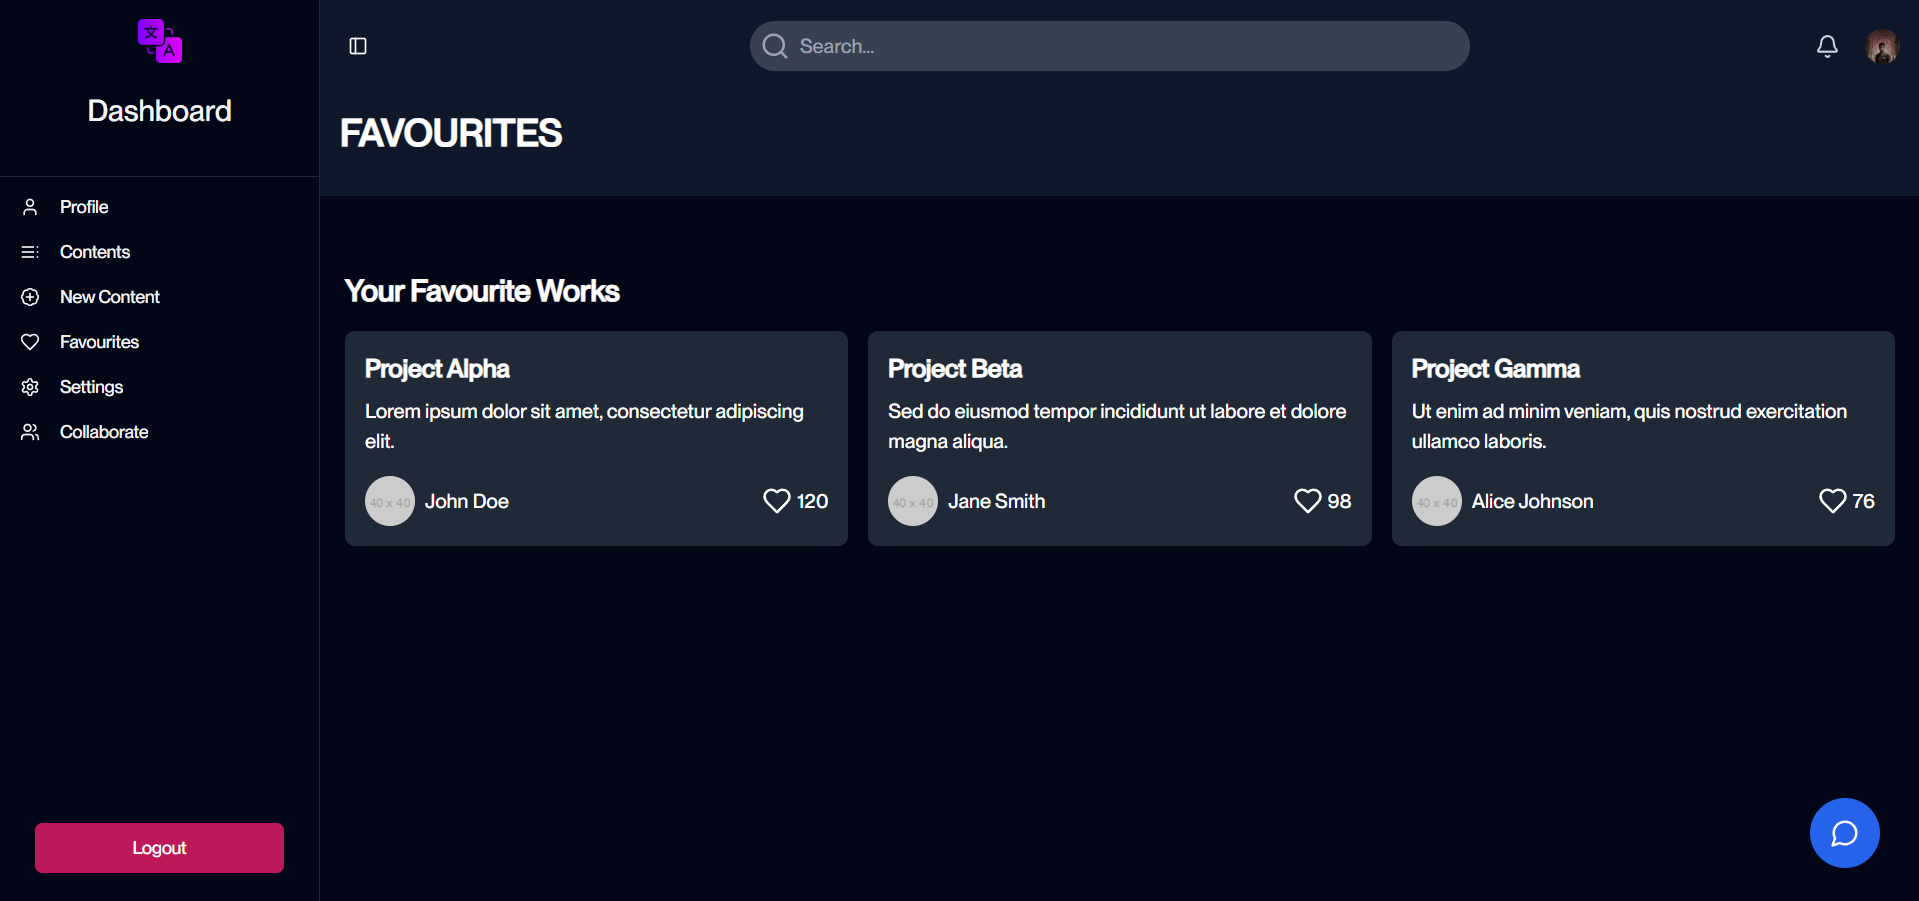 文
A
Dashboard
Profile
Contents
New Content
Favourites
Settings
Collaborate
Logout
Search...
FAVOURITES
Your Favourite Works
Project Alpha
Lorem ipsum dolor sit amet, consectetur adipiscing
elit.
40 x 40
John Doe
120
Project Beta
Sed do eiusmod tempor incididunt ut labore et dolore
magna aliqua.
40 x 40
Jane Smith
98
Project Gamma
Ut enim ad minim veniam, quis nostrud exercitation
ullamco laboris.
40 x 40
Alice Johnson
76